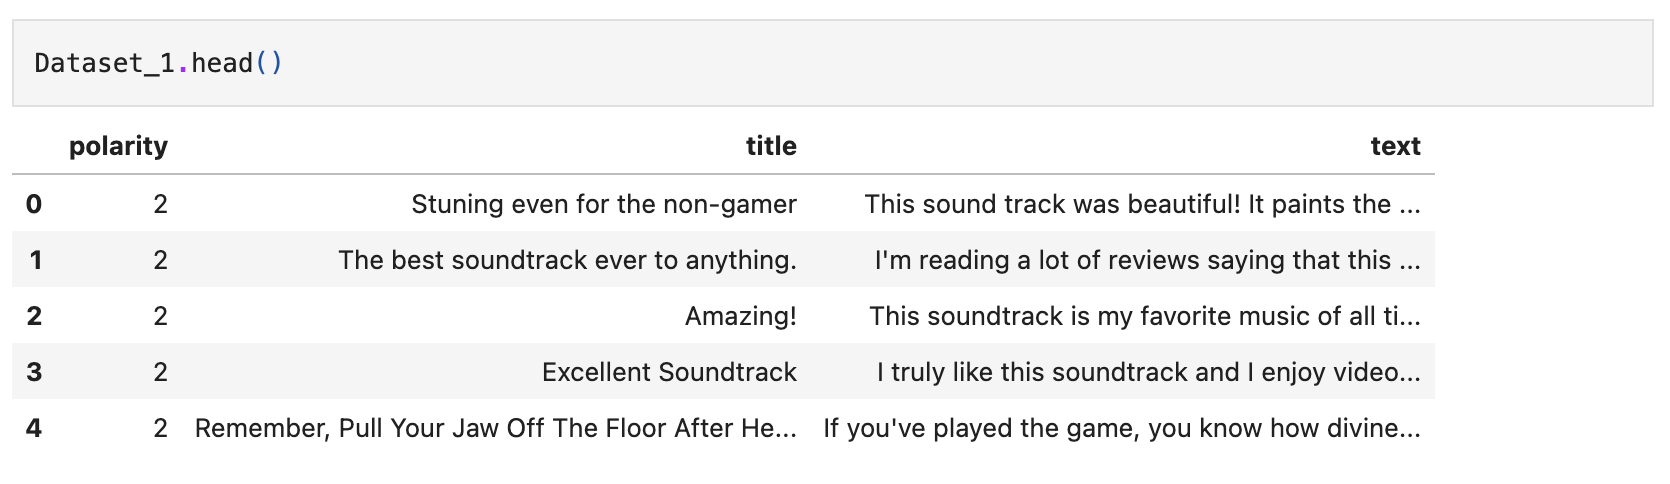 Dataset_1.head()
polarity title text
0 2 Stuning even for the non-gamer This sound track was beautiful! It paints the ...
1 2 The best soundtrack ever to anything. I'm reading a lot of reviews saying that this ...
2 2 Amazing! This soundtrack is my favorite music of all ti...
3 2 Excellent Soundtrack I truly like this soundtrack and I enjoy video...
4 2 Remember, Pull Your Jaw Off The Floor After He... If you've played the game, you know how divine...